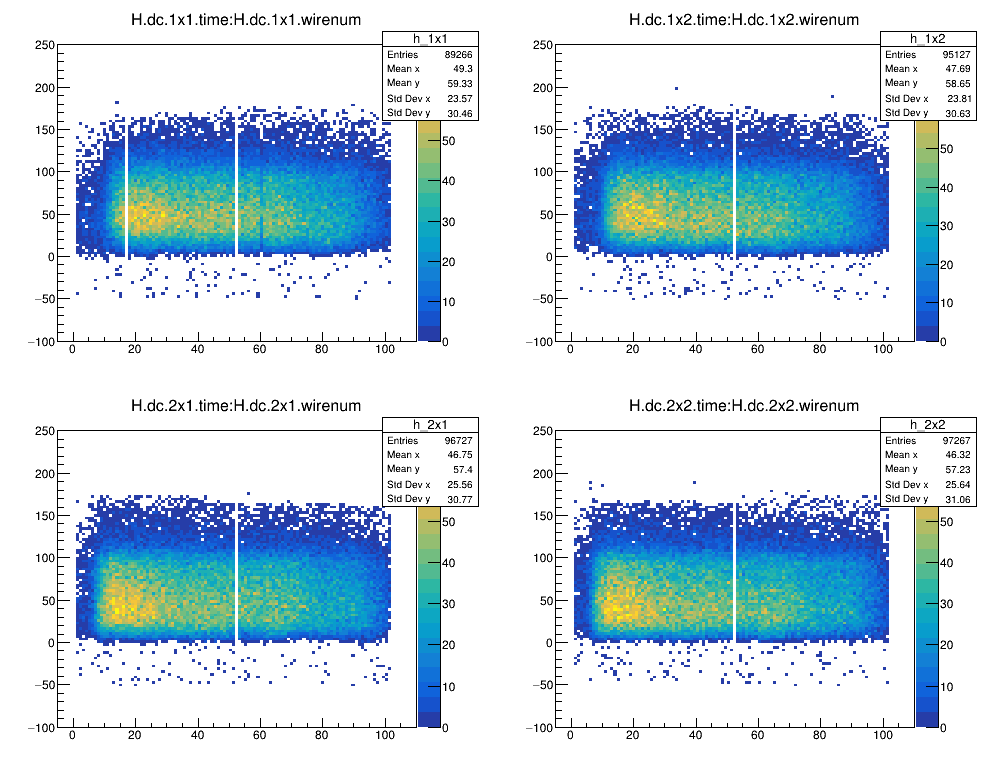 H.dc.1x1.time:H.dc.1x1.wirenum
h_1x1
Entries 89266
Mean x 49.3
Mean y 59.33
Std Dev x 23.57
Std Dev y 30.46
250
200
150
100
50
0
−50
−100
0 20 40 60 80 100
50
40
30
20
10
0
H.dc.1x2.time:H.dc.1x2.wirenum
h_1x2
Entries 95127
Mean x 47.69
Mean y 58.65
Std Dev x 23.81
Std Dev y 30.63
250
200
150
100
50
0
−50
−100
0 20 40 60 80 100
50
40
30
20
10
0
H.dc.2x1.time:H.dc.2x1.wirenum
h_2x1
Entries 96727
Mean x 46.75
Mean y 57.4
Std Dev x 25.56
Std Dev y 30.77
250
200
150
100
50
0
−50
−100
0 20 40 60 80 100
50
40
30
20
10
0
H.dc.2x2.time:H.dc.2x2.wirenum
h_2x2
Entries 97267
Mean x 46.32
Mean y 57.23
Std Dev x 25.64
Std Dev y 31.06
250
200
150
100
50
0
−50
−100
0 20 40 60 80 100
50
40
30
20
10
0